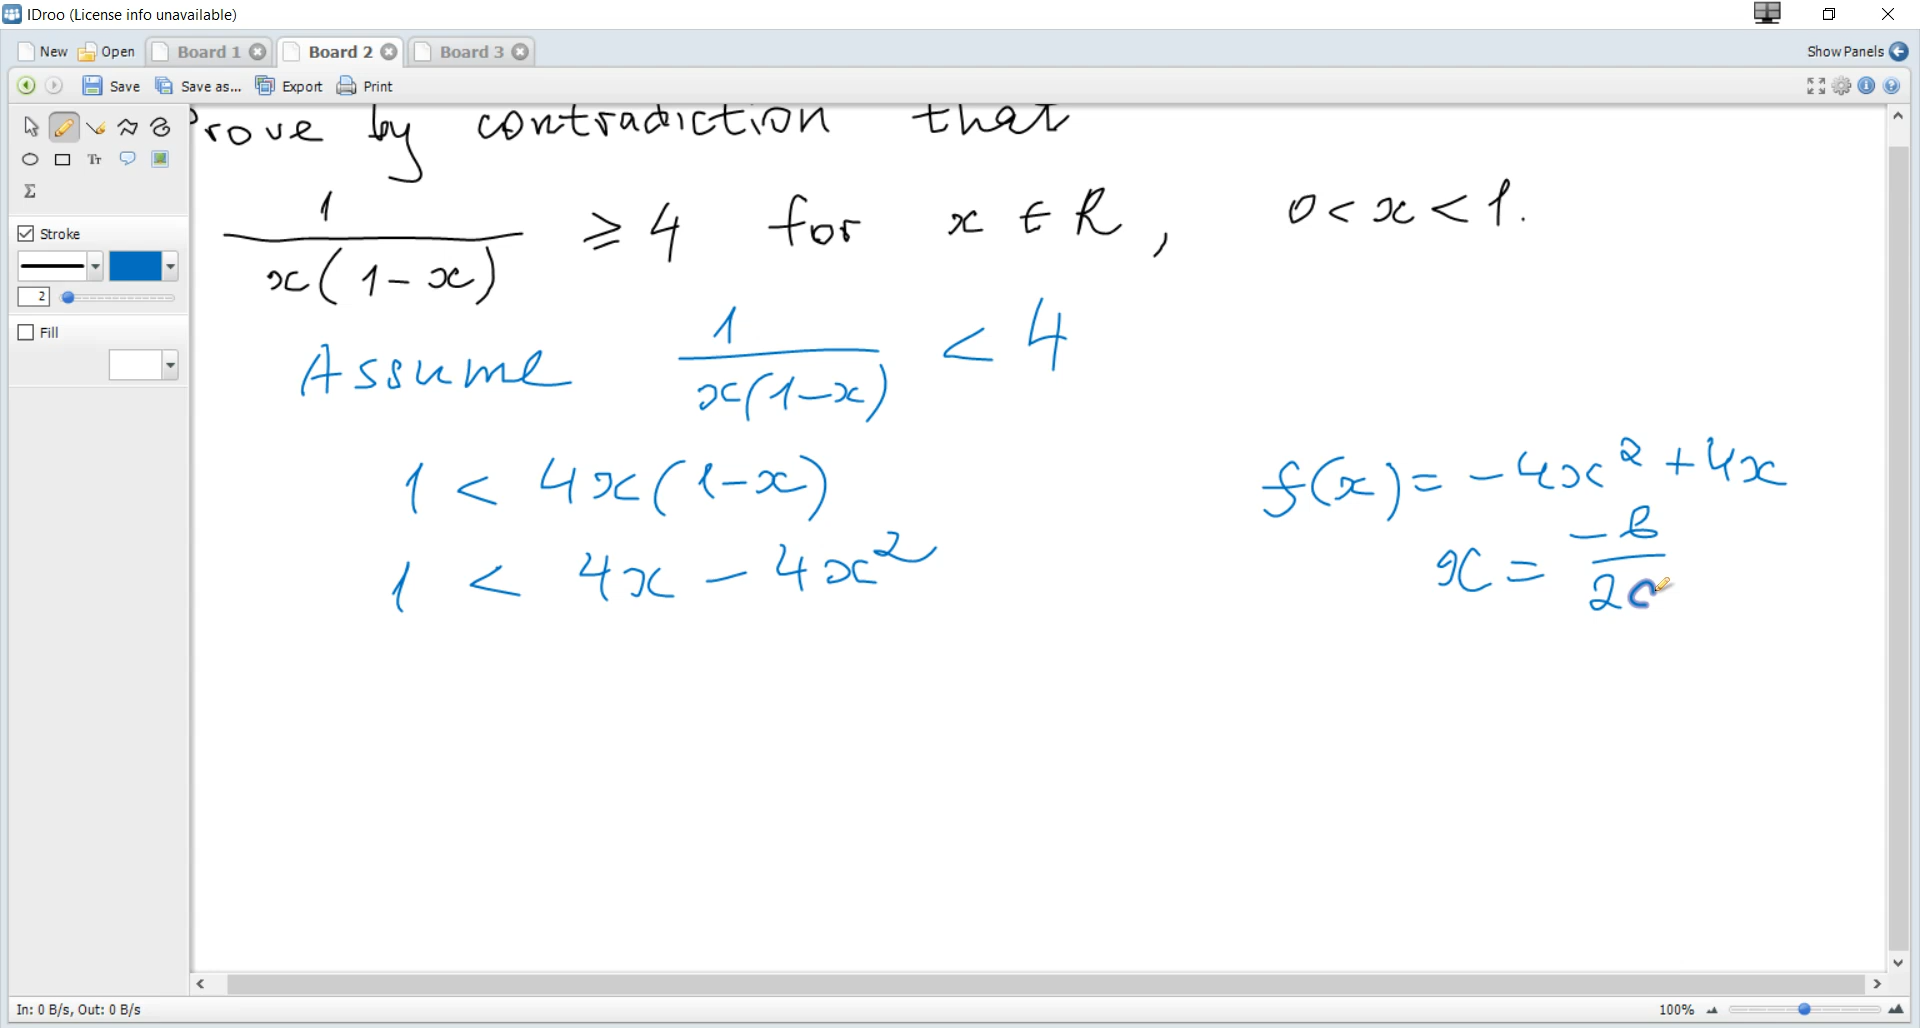 IDroo (License info unavailable)
New Open Board 1 Board 2 Board 3 Show Panels
Save Save as... Export Print
Prove by contradiction that
1
x(1-x) ≥ 4 for x ∈ R, 0 < x < 1.
Stroke
2
Fill
Assume 1 / x(1-x) < 4
1 < 4x(1-x)
f(x) = -4x² + 4x
1 < 4x - 4x²
x = -b / 2a
In: 0 B/s, Out: 0 B/s
100%